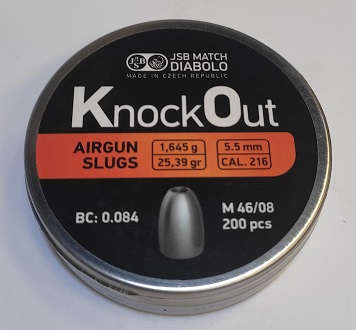 JSB
JSB MATCH
DIABOLO
MADE IN CZECH REPUBLIC
KnockOut
AIRGUN
SLUGS
1,645 g
25,39 gr
5.5 mm
CAL. 216
BC: 0.084
M 46/08
200 pcs